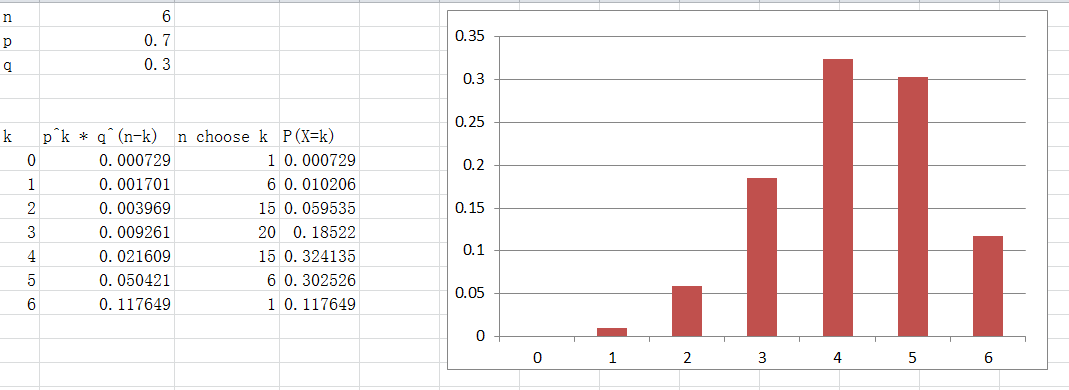 n 6
p 0.7
q 0.3
k p^k * q^(n-k) n choose k P(X=k)
0 0.000729 1 0.000729
1 0.001701 6 0.010206
2 0.003969 15 0.059535
3 0.009261 20 0.18522
4 0.021609 15 0.324135
5 0.050421 6 0.302526
6 0.117649 1 0.117649
0.35
0.3
0.25
0.2
0.15
0.1
0.05
0
0 1 2 3 4 5 6